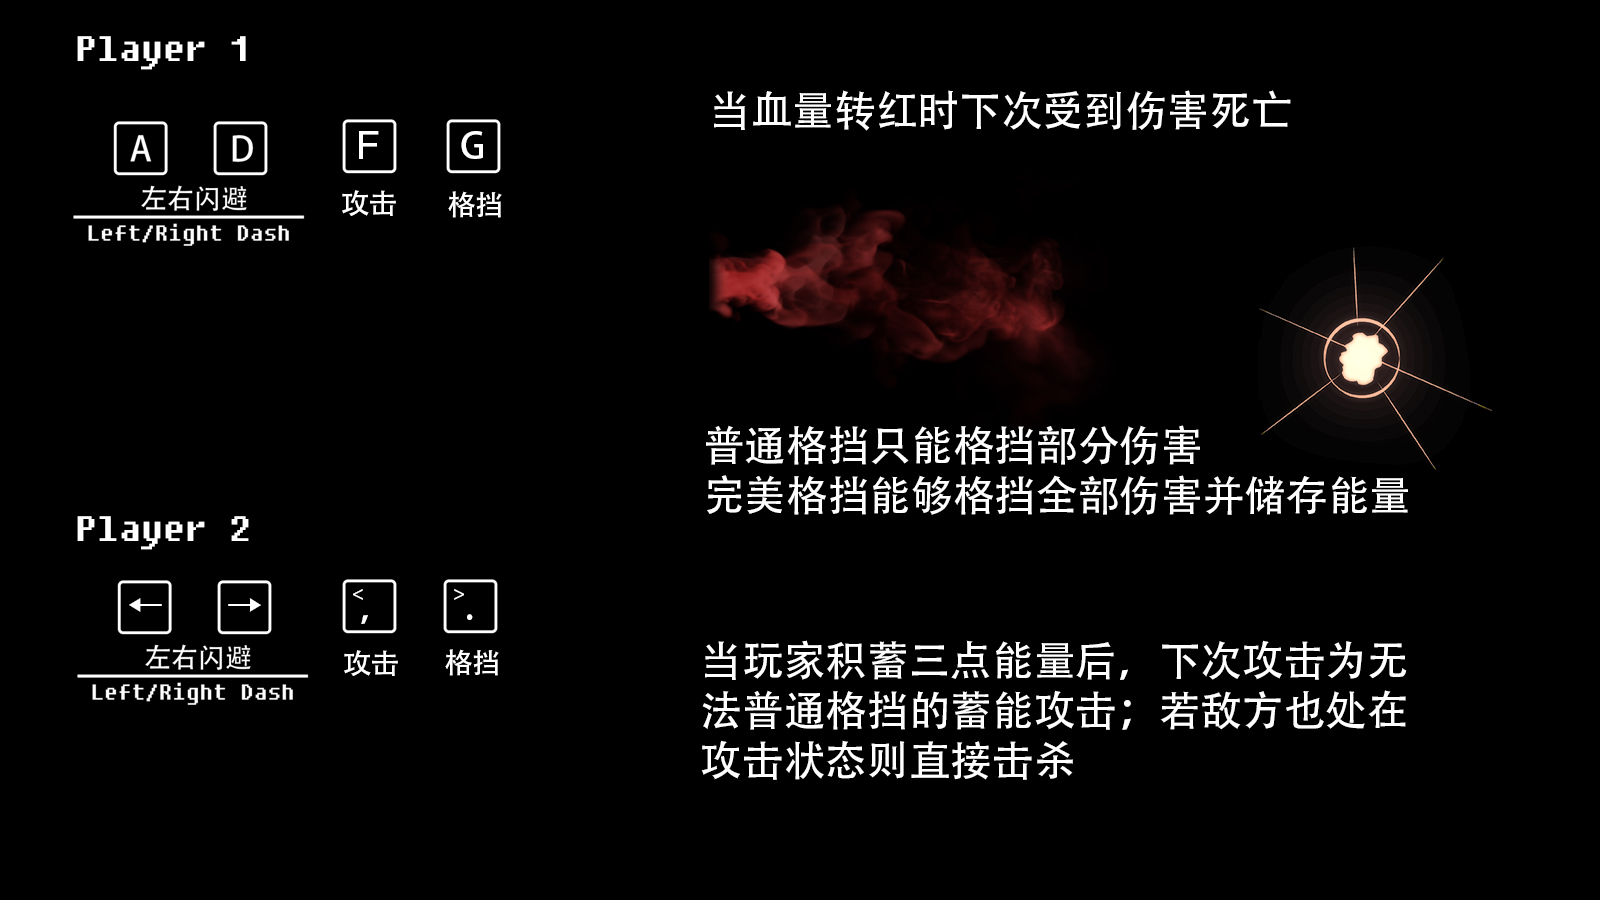 Player 1
A D F G
左右闪避 攻击 格挡
Left/Right Dash
当血量转红时下次受到伤害死亡
普通格挡只能格挡部分伤害
完美格挡能够格挡全部伤害并储存能量
Player 2
← → < , > .
左右闪避 攻击 格挡
Left/Right Dash
当玩家积蓄三点能量后，下次攻击为无
法普通格挡的蓄能攻击；若敌方也处在
攻击状态则直接击杀